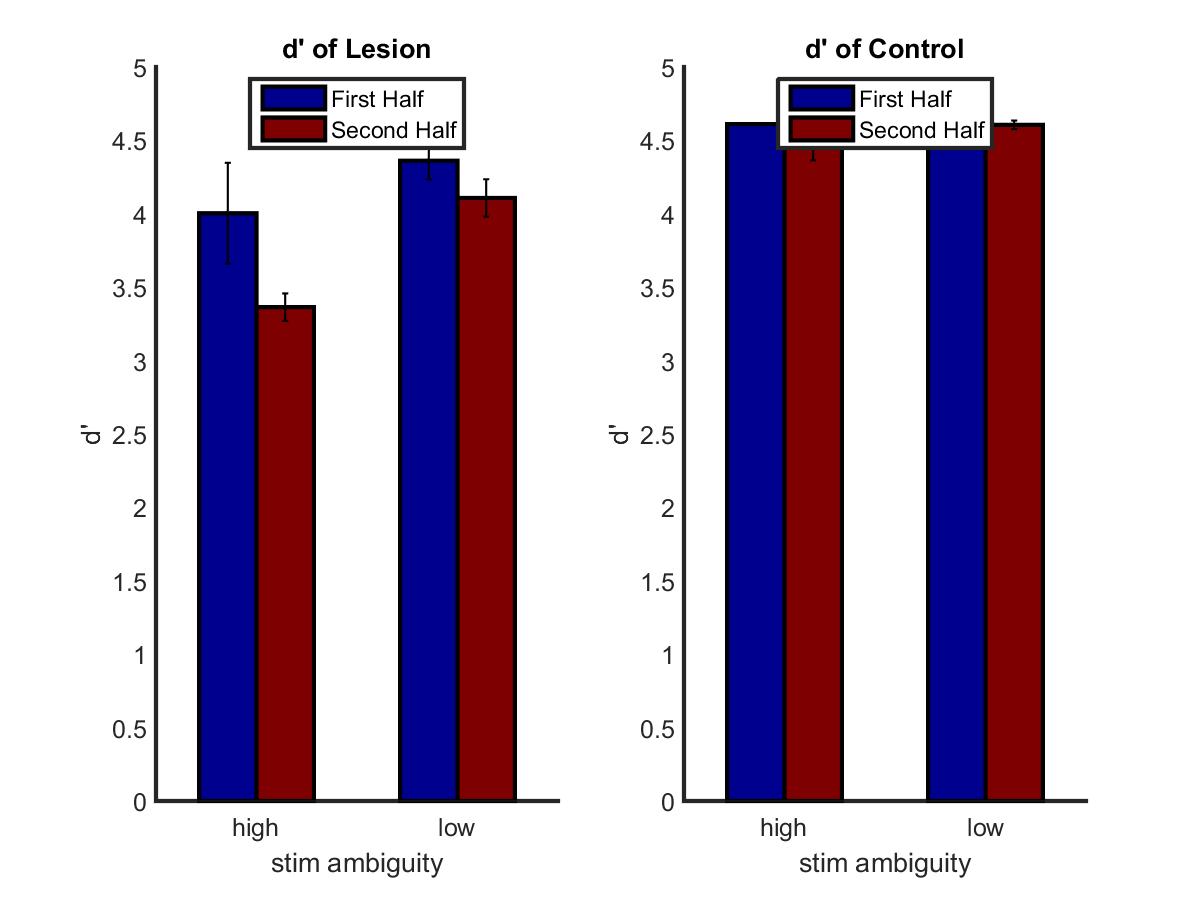 d' of Lesion
5
4.5
4
3.5
3
2.5
2
1.5
1
0.5
0
d'
First Half
Second Half
high
low
stim ambiguity
d' of Control
5
4.5
4
3.5
3
2.5
2
1.5
1
0.5
0
d'
First Half
Second Half
high
low
stim ambiguity